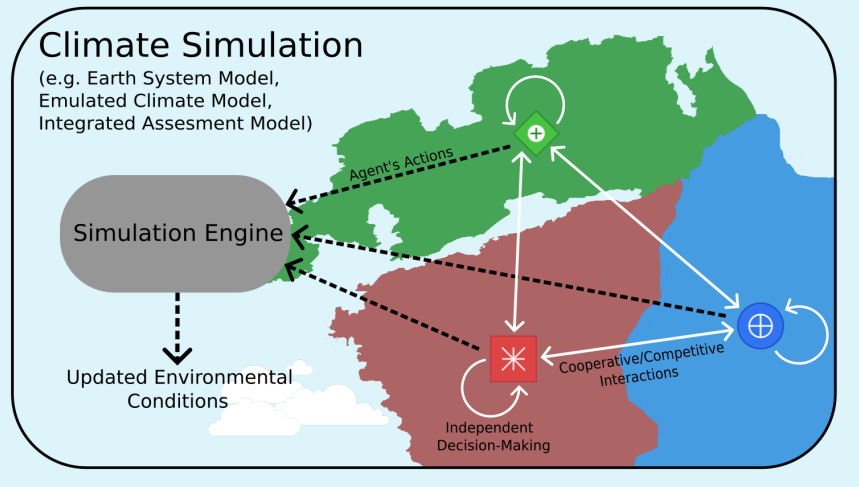 Climate Simulation
(e.g. Earth System Model,
Emulated Climate Model,
Integrated Assesment Model)
Agent's Actions
Simulation Engine
Cooperative/Competitive
Interactions
Updated Environmental
Conditions
Independent
Decision-Making